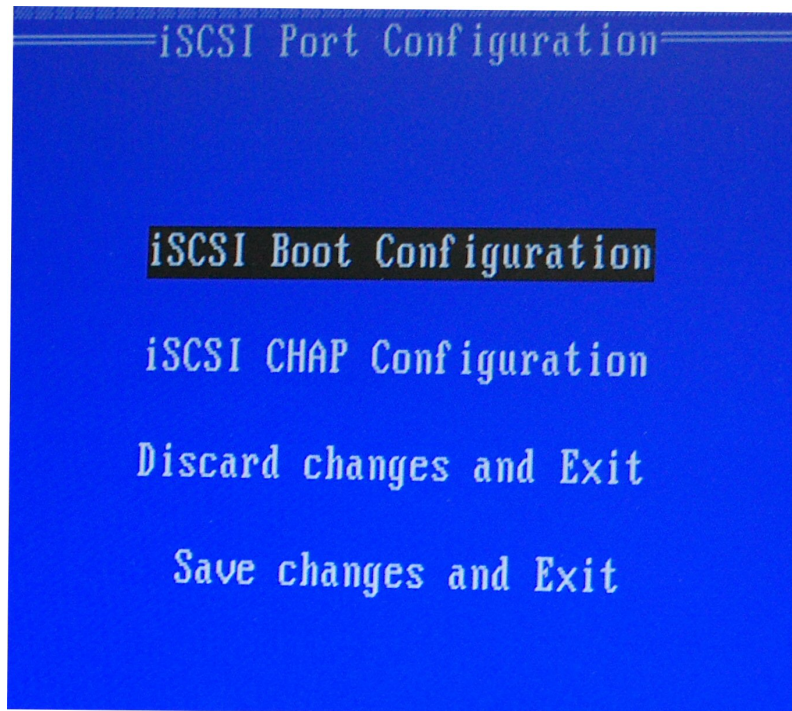 iSCSI Port Configuration
iSCSI Boot Configuration
iSCSI CHAP Configuration
Discard changes and Exit
Save changes and Exit